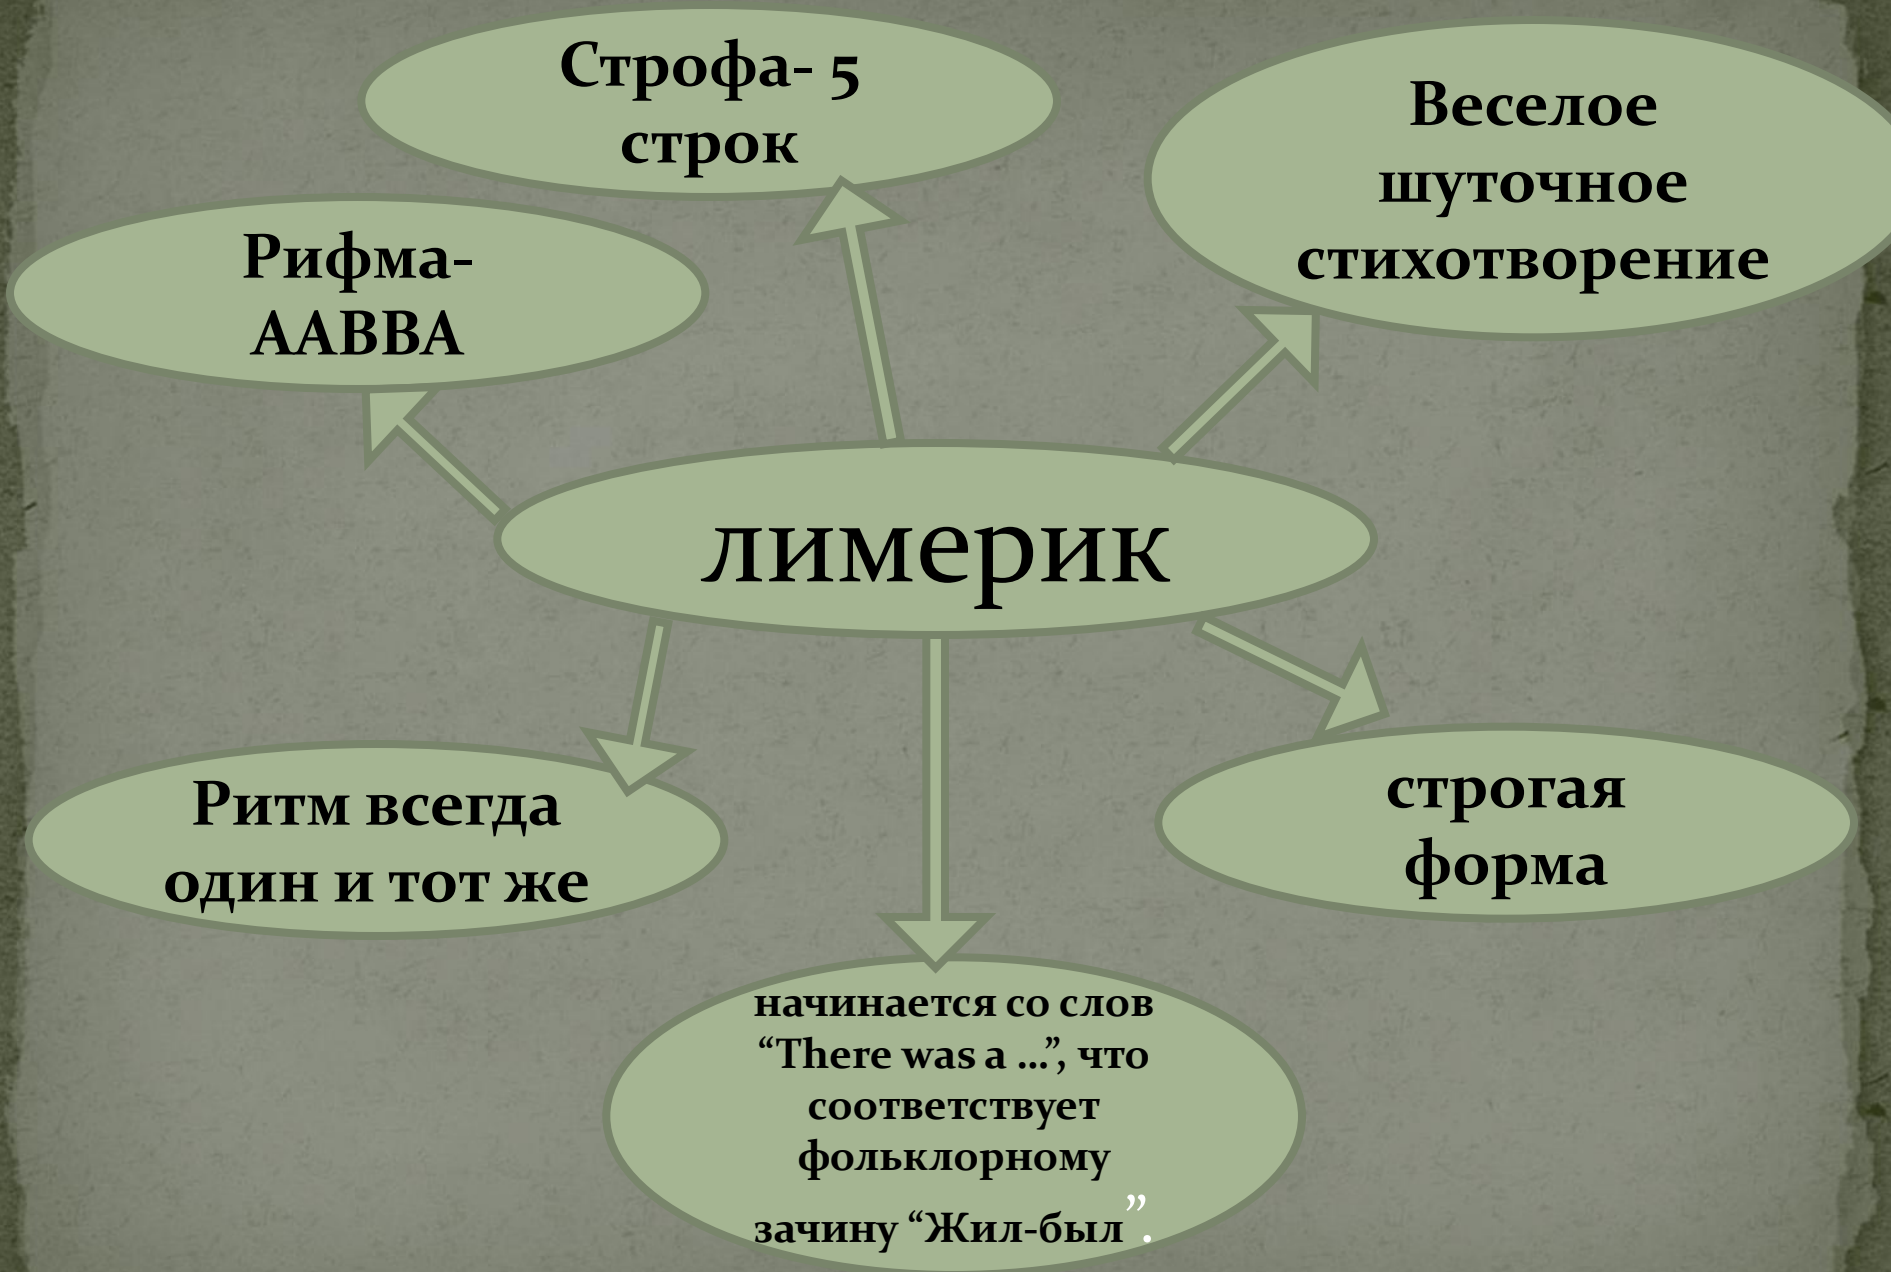 Строфа- 5
строк
Веселое
шуточное
стихотворение
Рифма-
ААВВА
лимерик
Ритм всегда
один и тот же
строгая
форма
начинается со слов
“There was a …”, что
соответствует
фольклорному
зачину “Жил-был”.